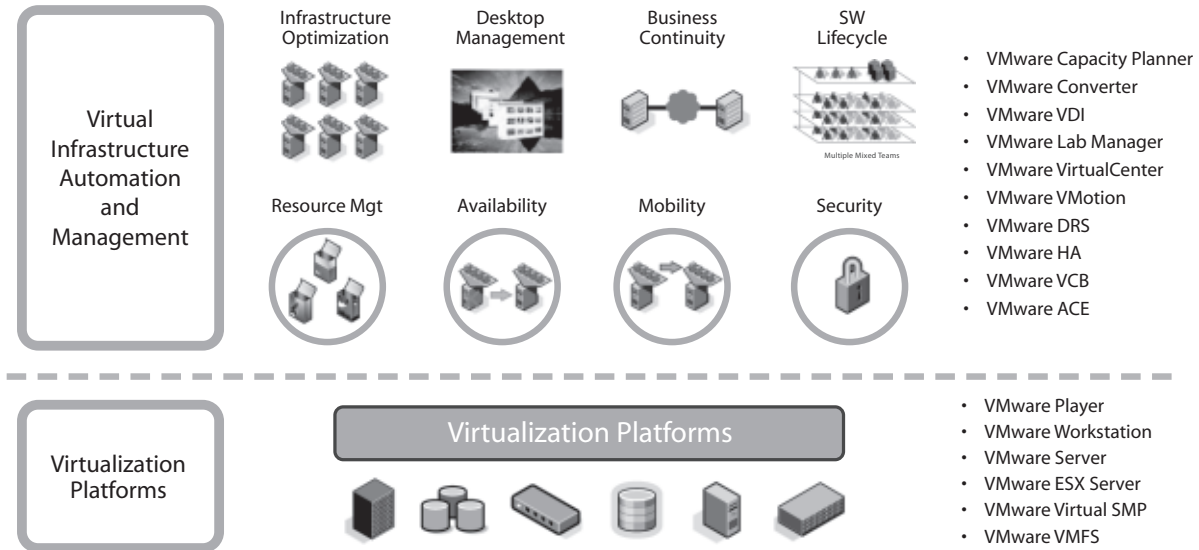 Virtual
Infrastructure
Automation
and
Management
Infrastructure
Optimization
Desktop
Management
Business
Continuity
SW
Lifecycle
Multiple Mixed Teams
Resource Mgt
Availability
Mobility
Security
• VMware Capacity Planner
• VMware Converter
• VMware VDI
• VMware Lab Manager
• VMware VirtualCenter
• VMware VMotion
• VMware DRS
• VMware HA
• VMware VCB
• VMware ACE
Virtualization
Platforms
Virtualization Platforms
• VMware Player
• VMware Workstation
• VMware Server
• VMware ESX Server
• VMware Virtual SMP
• VMware VMFS